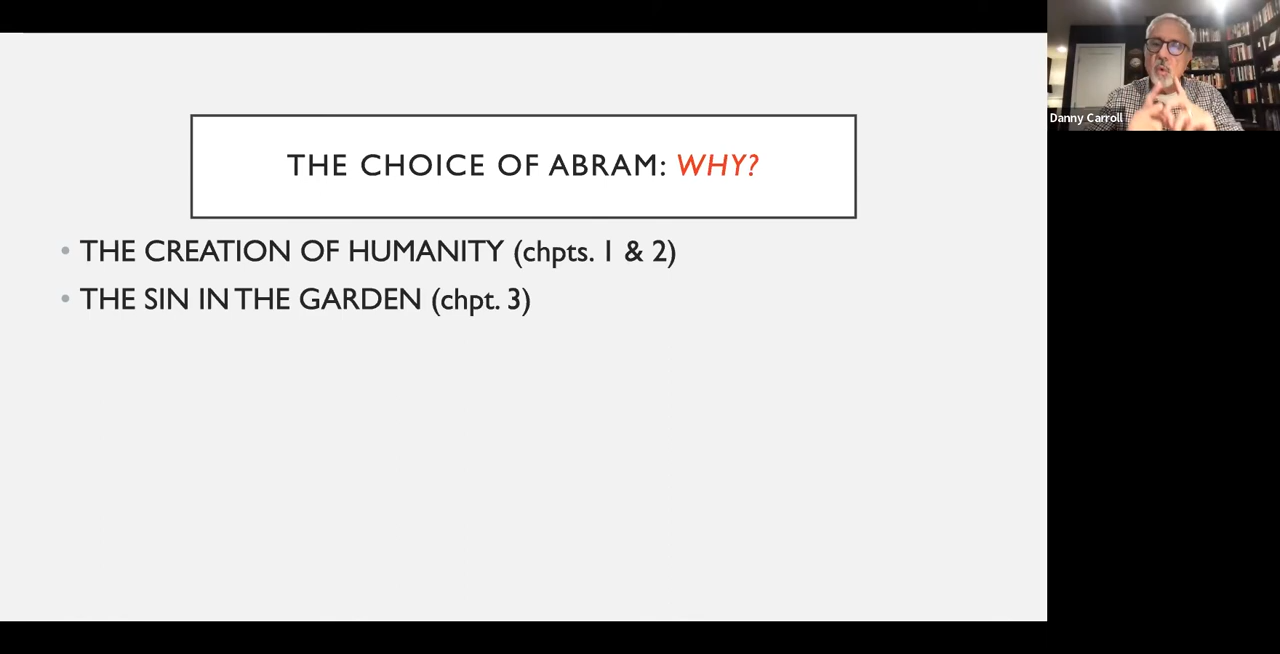 THE CHOICE OF ABRAM: WHY?
• THE CREATION OF HUMANITY (chpts. 1 & 2)
• THE SIN IN THE GARDEN (chpt. 3)
Danny Carroll